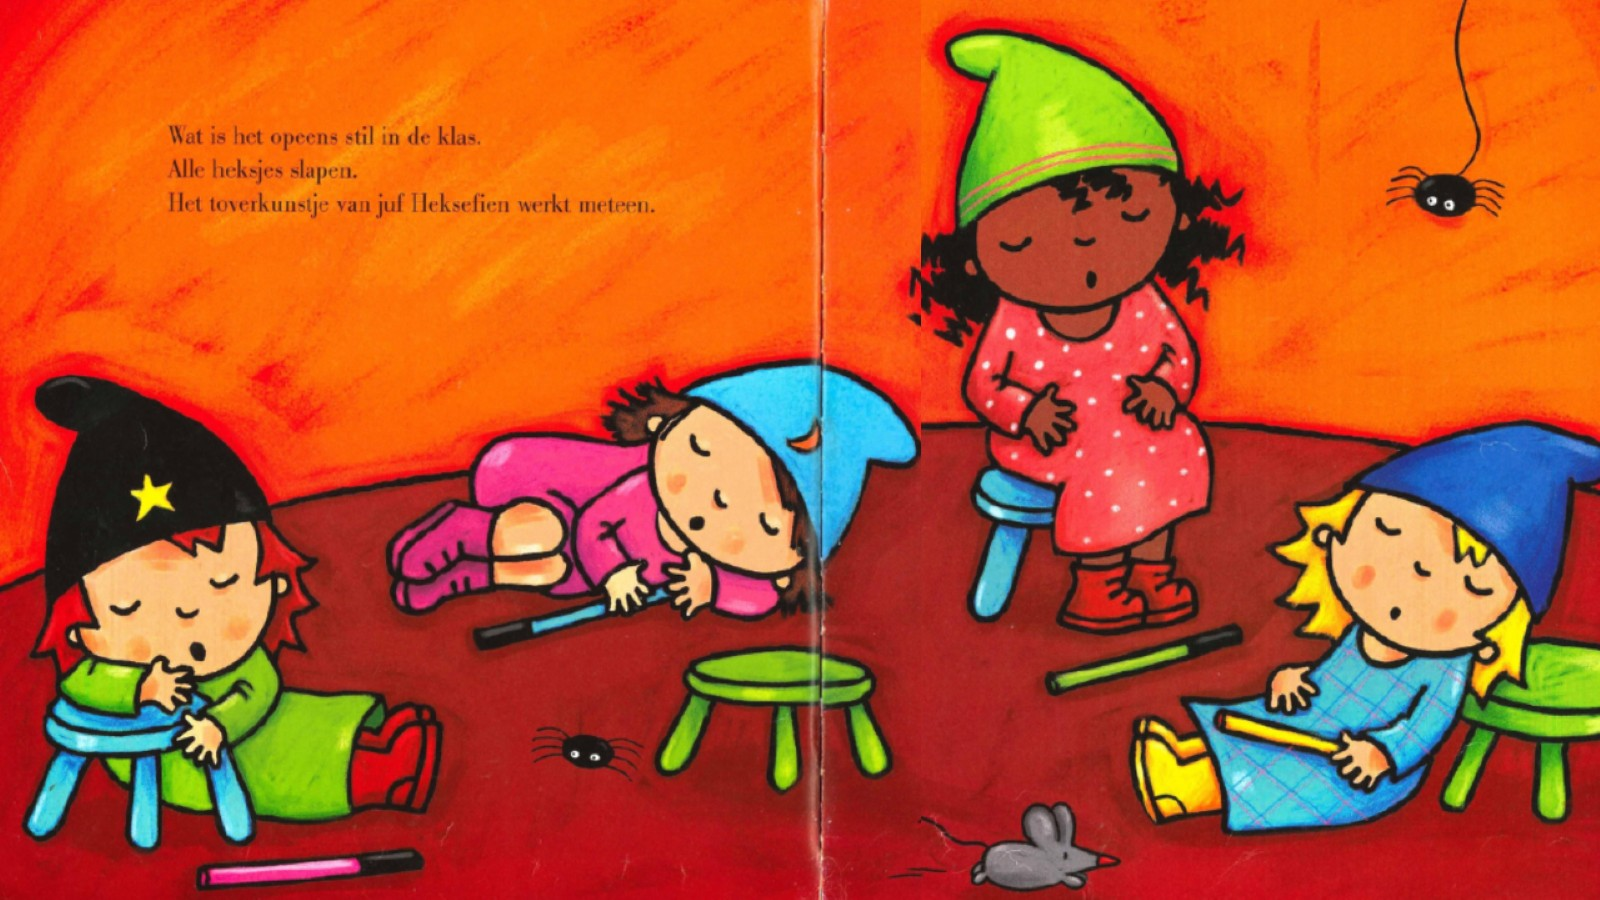 Wat is het opeens stil in de klas.
Alle heksjes slapen.
Het toverkunstje van juf Heksefien werkt meteen.